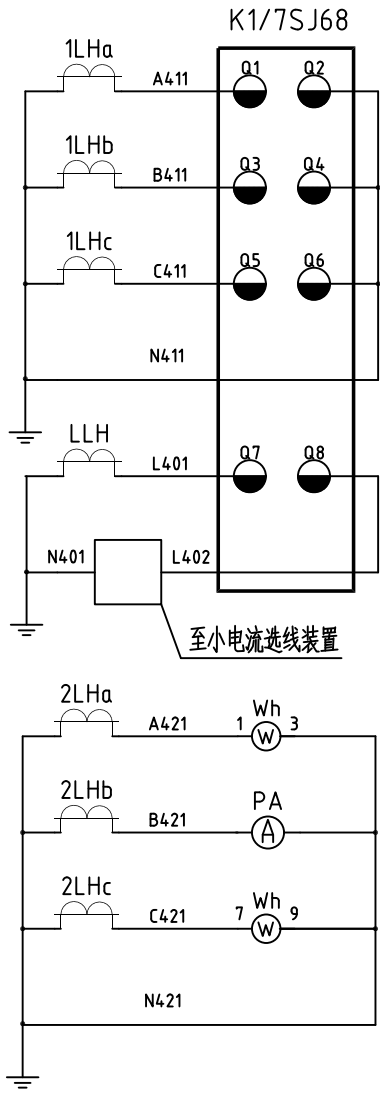 K1/7SJ68
1LHa
A411
Q1
Q2
1LHb
B411
Q3
Q4
1LHc
C411
Q5
Q6
N411
LLH
L401
Q7
Q8
N401
L402
至小电流选线装置
2LHa
A421
1
Wh
3
W
2LHb
B421
PA
A
2LHc
C421
7
Wh
9
W
N421